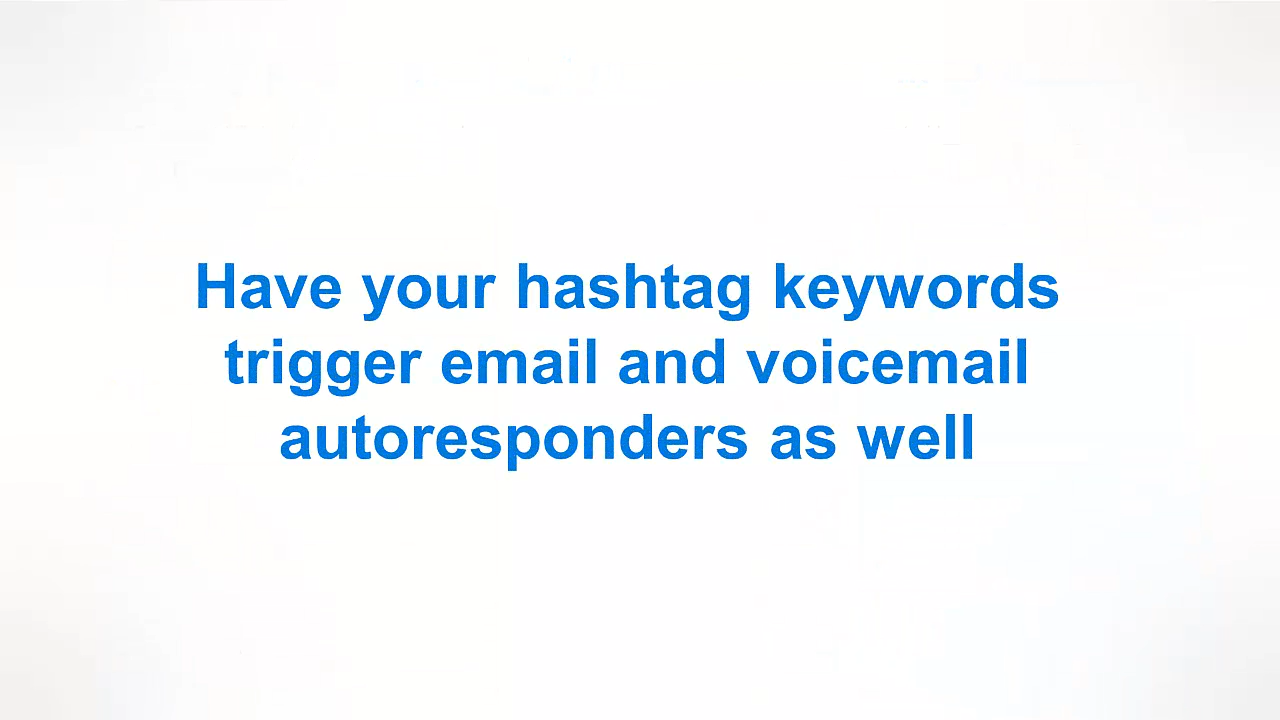 Have your hashtag keywords
trigger email and voicemail
autoresponders as well